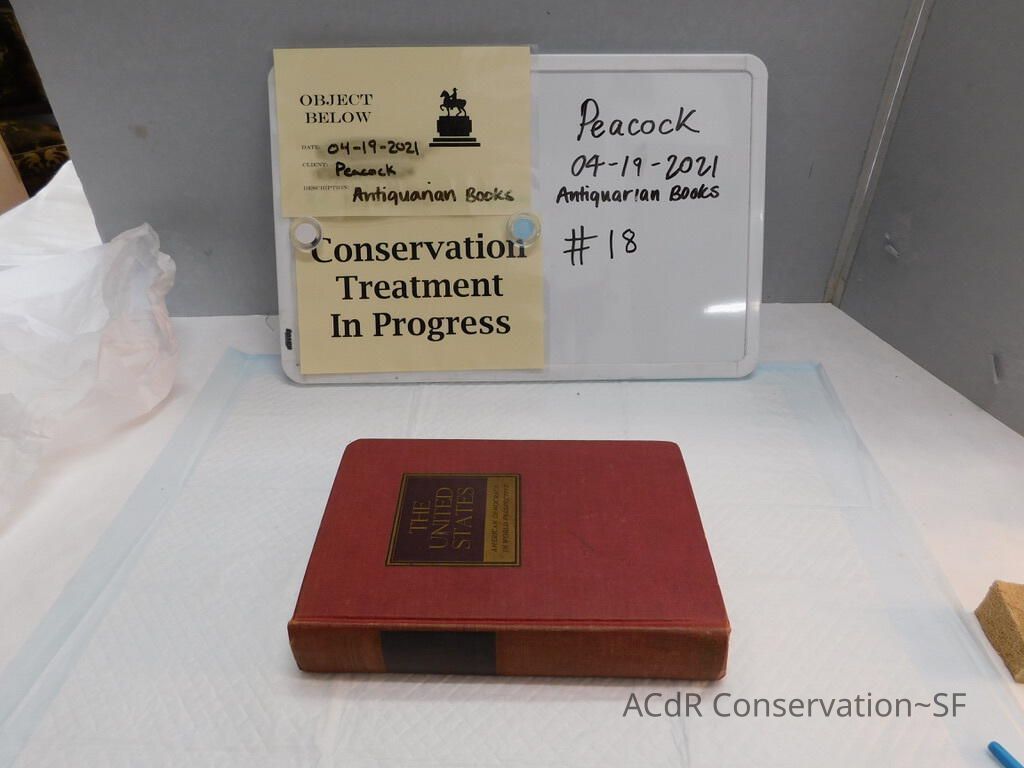 OBJECT
BELOW
DATE: 04-19-2021
CLIENT: Peacock
DESCRIPTION: Antiquarian Books
Conservation
Treatment
In Progress
Peacock
04-19-2021
Antiquarian Books
#18
THE
UNITED
STATES
AMERICAN DEMOCRACY
IN WORLD PERSPECTIVE
ACdR Conservation~SF